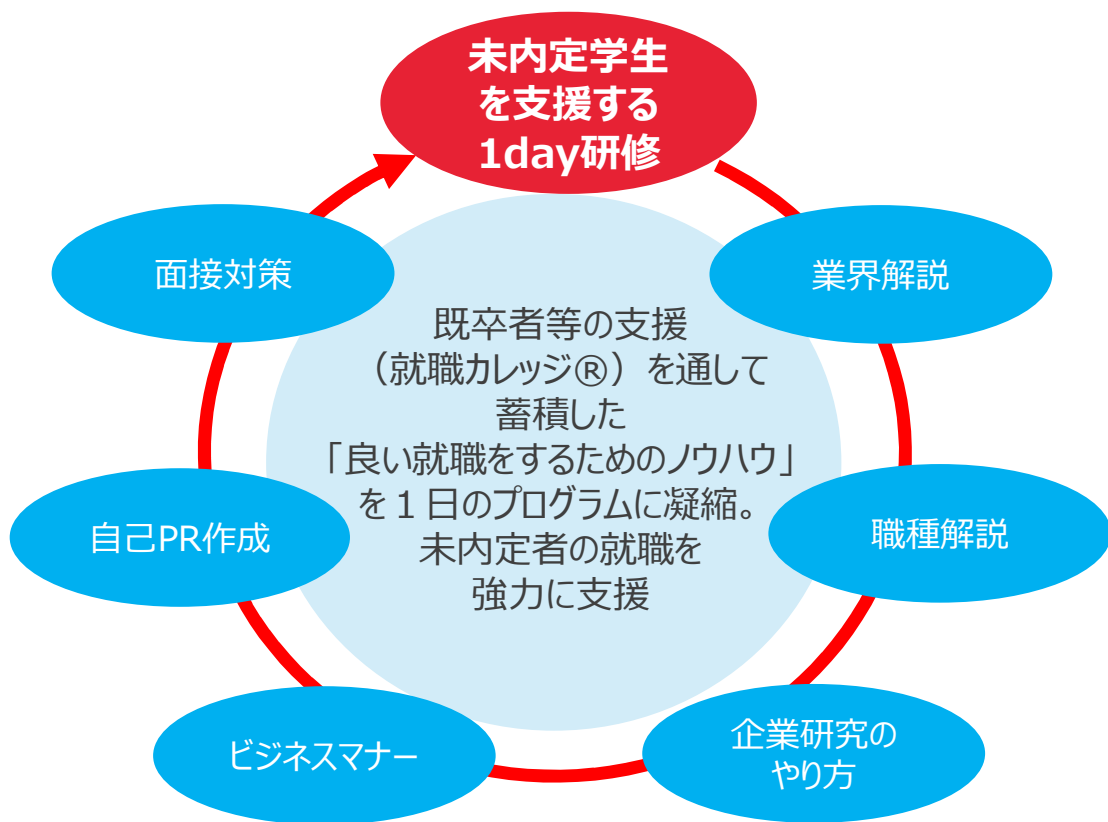 未内定学生
を支援する
1day研修
業界解説
職種解説
企業研究の
やり方
ビジネスマナー
自己PR作成
面接対策
既卒者等の支援
（就職カレッジ®）を通して
蓄積した
「良い就職をするためのノウハウ」
を１日のプログラムに凝縮。
未内定者の就職を
強力に支援